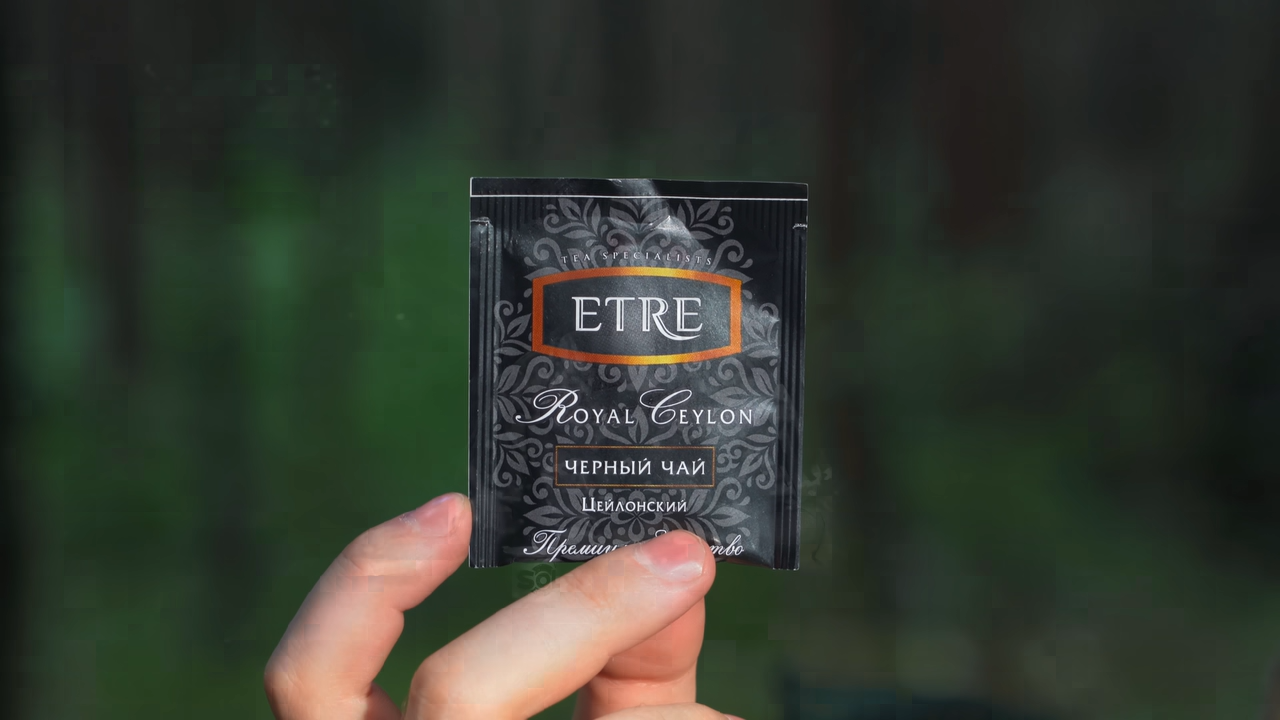 TEA SPECIALISTS
ETRE
ROYAL CEYLON
ЧЕРНЫЙ ЧАЙ
Цейлонский